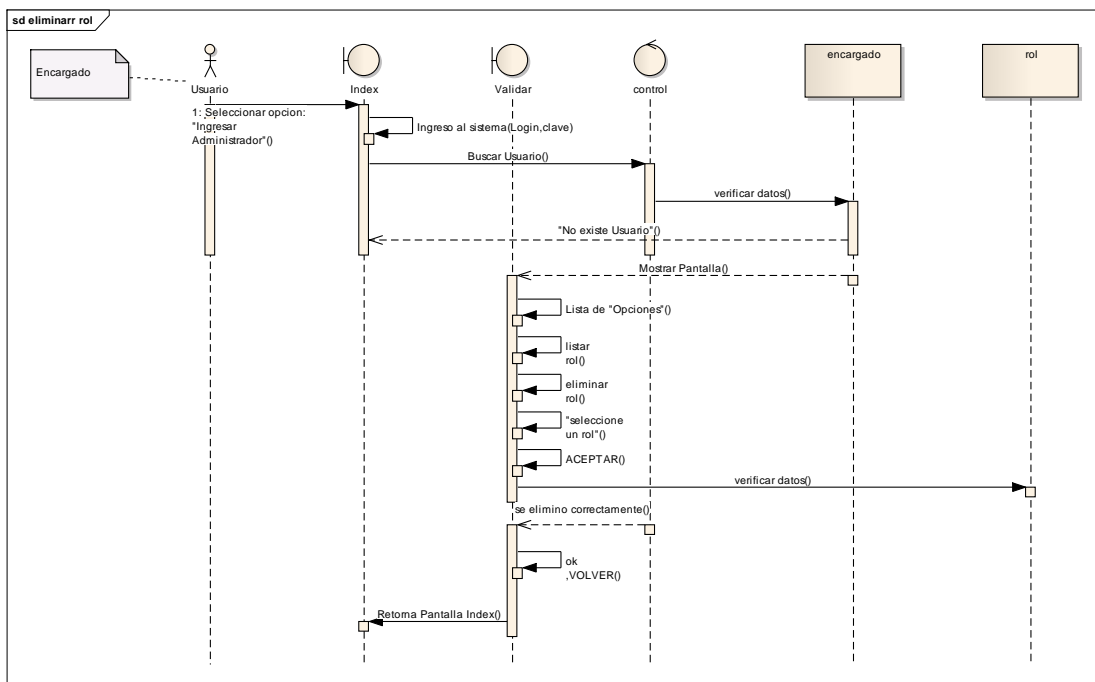 sd eliminarr rol
Encargado
Usuario
Index
Validar
control
encargado
rol
1: Seleccionar opcion:
"Ingresar
Administrador"()
Ingreso al sistema(Login,clave)
Buscar Usuario()
verificar datos()
"No existe Usuario"()
Mostrar Pantalla()
Lista de "Opciones"()
listar
rol()
eliminar
rol()
"seleccione
un rol"()
ACEPTAR()
verificar datos()
se elimino correctamente()
ok
,VOLVER()
Retorna Pantalla Index()